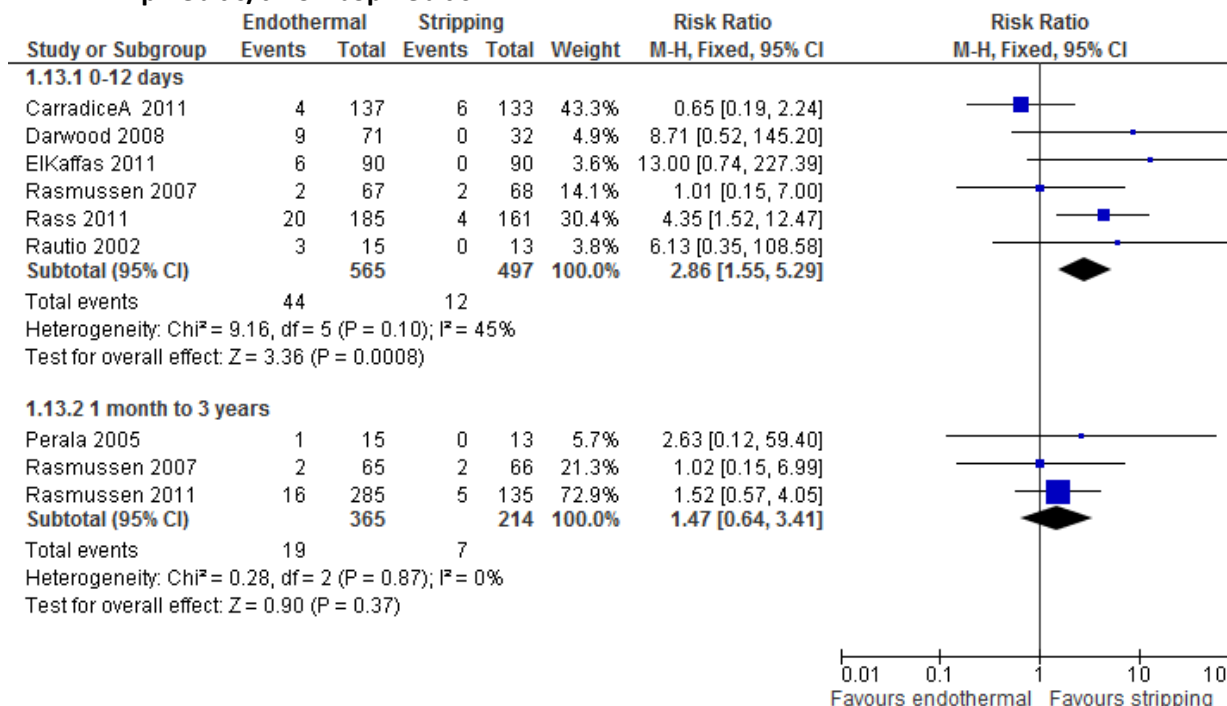 Endothermal Stripping Risk Ratio Risk Ratio
Study or Subgroup Events Total Events Total Weight M-H, Fixed, 95% CI M-H, Fixed, 95% CI
1.13.1 0-12 days
CarradiceA 2011 4 137 6 133 43.3% 0.65 [0.19, 2.24]
Darwood 2008 9 71 0 32 4.9% 8.71 [0.52, 145.20]
ElKaffas 2011 6 90 0 90 3.6% 13.00 [0.74, 227.39]
Rasmussen 2007 2 67 2 68 14.1% 1.01 [0.15, 7.00]
Rass 2011 20 185 4 161 30.4% 4.35 [1.52, 12.47]
Rautio 2002 3 15 0 13 3.8% 6.13 [0.35, 108.58]
Subtotal (95% CI) 565 497 100.0% 2.86 [1.55, 5.29]
Total events 44 12
Heterogeneity: Chi² = 9.16, df = 5 (P = 0.10); I² = 45%
Test for overall effect: Z = 3.36 (P = 0.0008)
1.13.2 1 month to 3 years
Perala 2005 1 15 0 13 5.7% 2.63 [0.12, 59.40]
Rasmussen 2007 2 65 2 66 21.3% 1.02 [0.15, 6.99]
Rasmussen 2011 16 285 5 135 72.9% 1.52 [0.57, 4.05]
Subtotal (95% CI) 365 214 100.0% 1.47 [0.64, 3.41]
Total events 19 7
Heterogeneity: Chi² = 0.28, df = 2 (P = 0.87); I² = 0%
Test for overall effect: Z = 0.90 (P = 0.37)
0.01 0.1 1 10
Favours endothermal Favours stripping